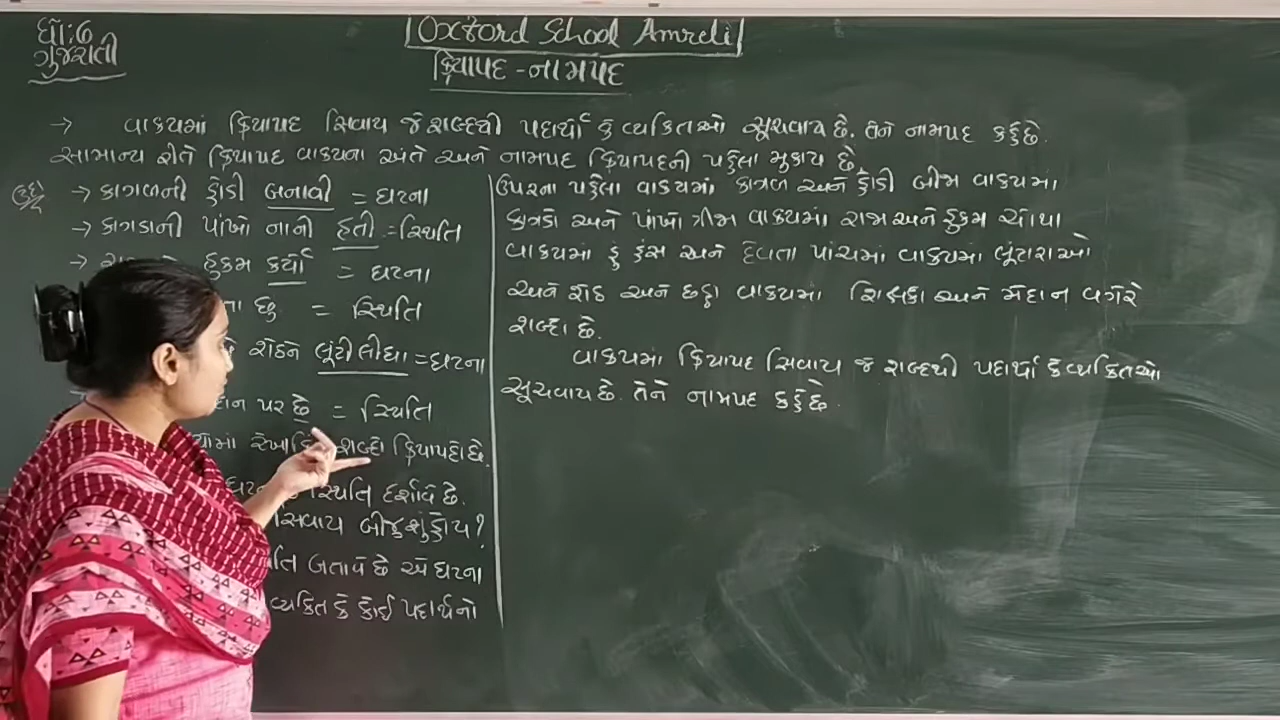 ધો:6
ગુજરાતી
Oxford School Amreli
ક્રિયાપદ - નામપદ
→ વાક્યમાં ક્રિયાપદ સિવાય જે શબ્દથી પદાર્થો કે વ્યકિતઓ સૂચવાય છે. તેને નામપદ કહે છે.
સામાન્ય રીતે ક્રિયાપદ વાક્યના અંતે અને નામપદ ક્રિયાપદની પહેલા મુકાય છે.
→ કાગળની હોડી બનાવી = ઘટના
→ કાગડાની પાંખો નાની હતી = સ્થિતિ
→ હુકમ કર્યો = ઘટના
છુ = સ્થિતિ
શેઠને લૂંટી લીધા = ઘટના
પર છે = સ્થિતિ
શબ્દો ક્રિયાપદો છે.
સ્થિતિ દર્શાવે છે.
સિવાય બીજુ શું હોય?
બતાવે છે એ ઘટના
વ્યકિત કે કોઈ પદાર્થનો
ઉપરના પહેલા વાક્યમાં કાગળ અને હોડી બીજા વાક્યમા
કાગડો અને પાંખો ત્રીજા વાક્યમાં રાજા અને હુકમ ચોથા
વાક્યમાં હું હંસ અને દેવતા પાંચમાં વાક્યમાં લૂંટારાઓ
અને શેઠ અને છઠ્ઠા વાક્યમાં શિક્ષકો અને મેદાન વગેરે
શબ્દો છે.
વાક્યમાં ક્રિયાપદ સિવાય જે શબ્દથી પદાર્થો કે વ્યકિતઓ
સૂચવાય છે. તેને નામપદ કહે છે.